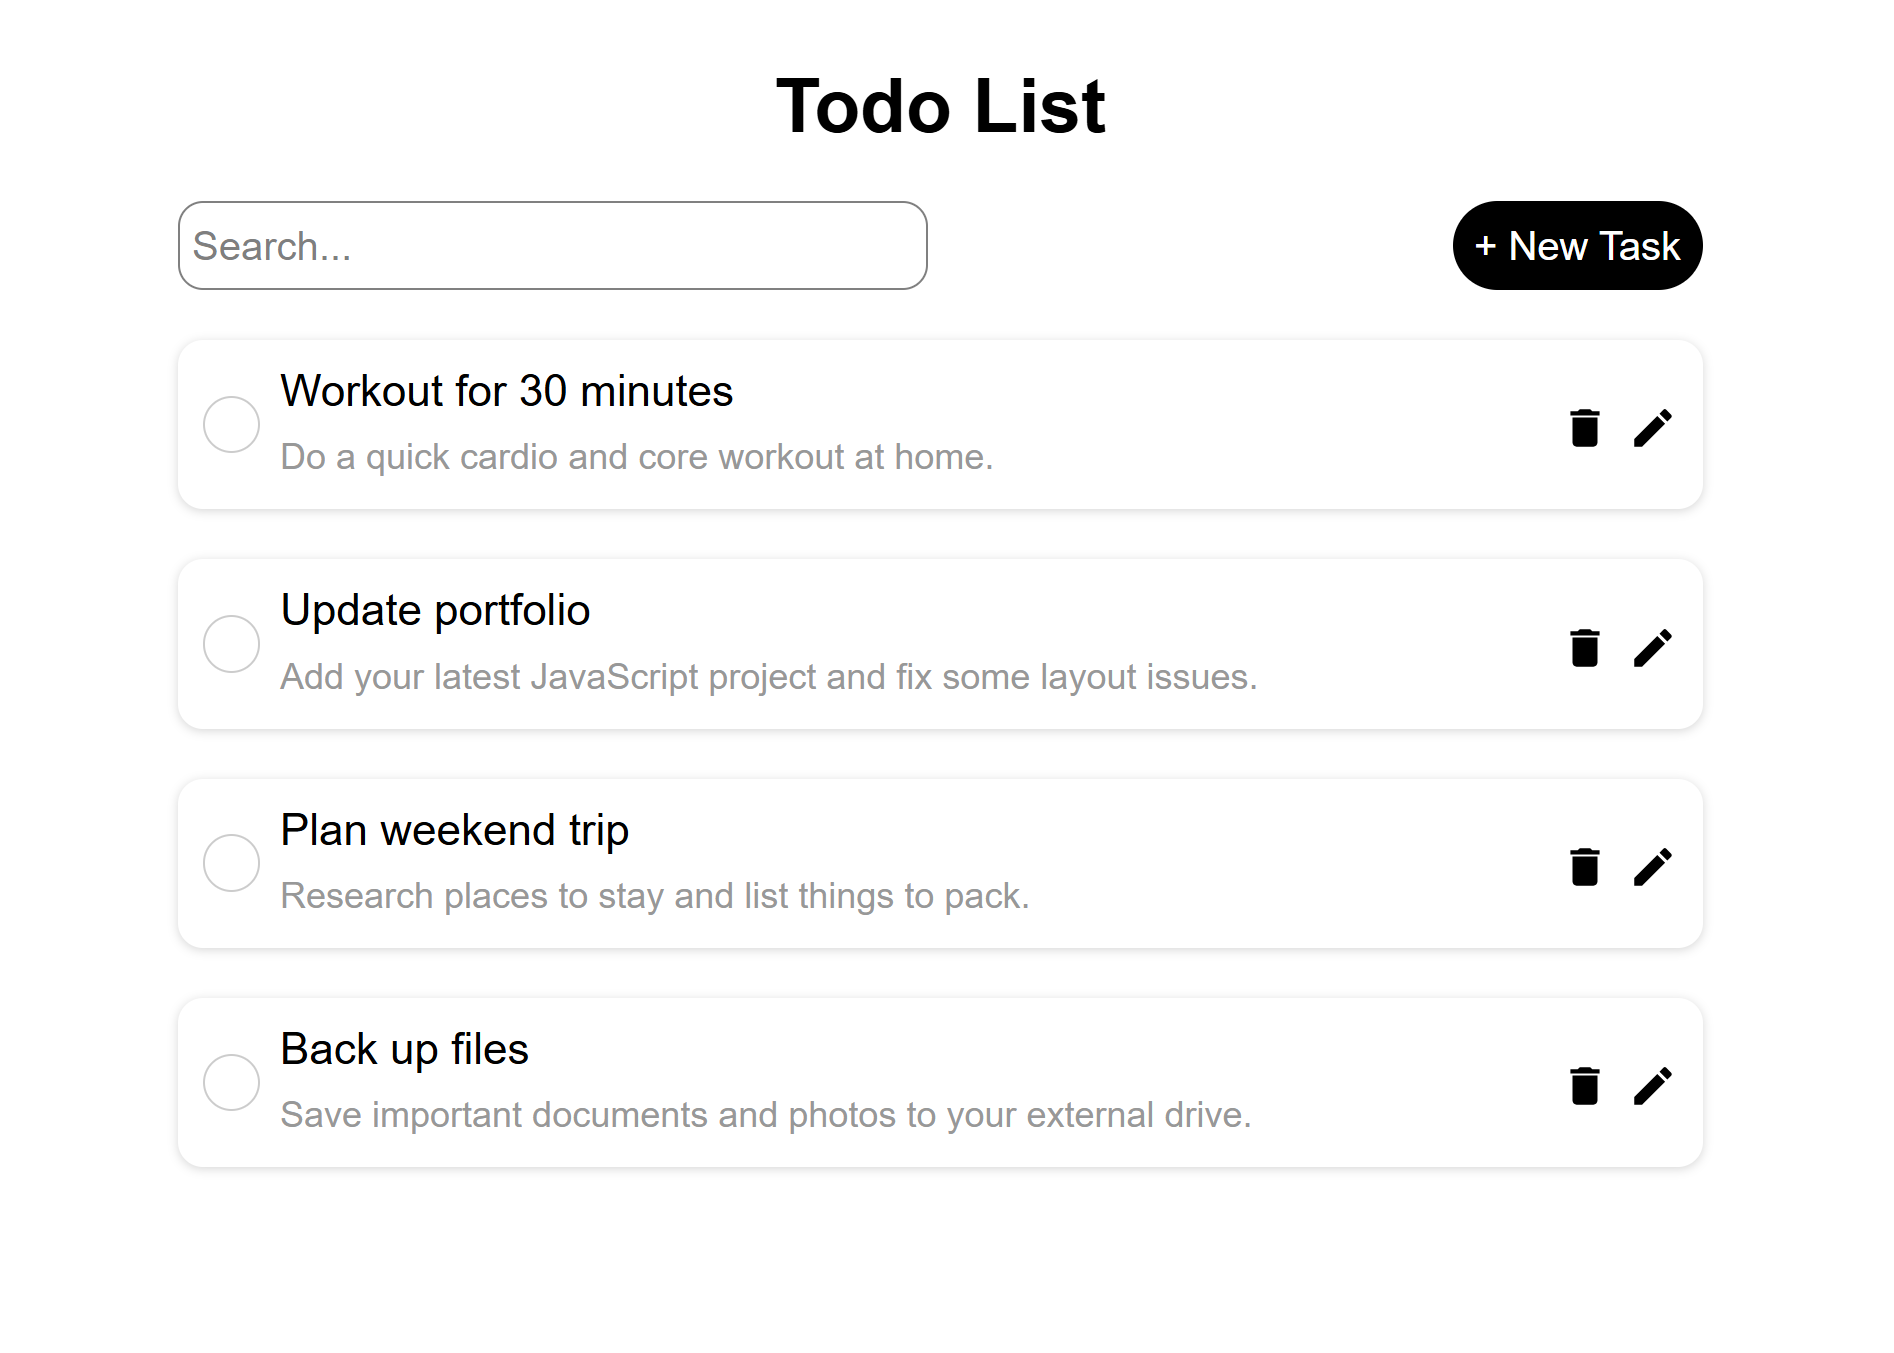 Todo List
Search...
+ New Task
Workout for 30 minutes
Do a quick cardio and core workout at home.
Update portfolio
Add your latest JavaScript project and fix some layout issues.
Plan weekend trip
Research places to stay and list things to pack.
Back up files
Save important documents and photos to your external drive.